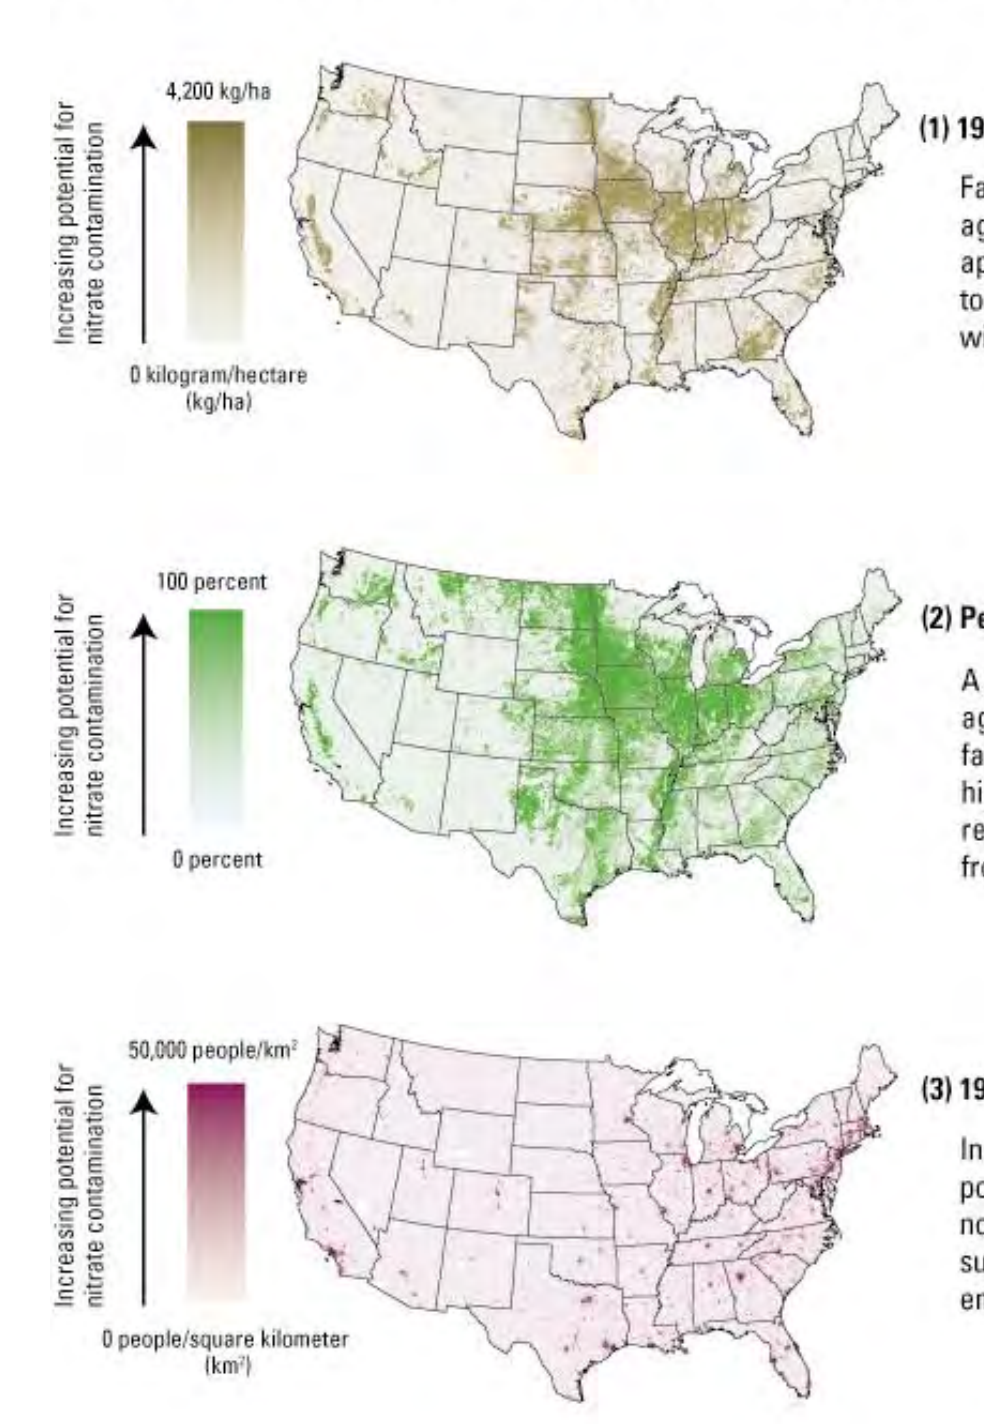 4,200 kg/ha
Increasing potential for
nitrate contamination
0 kilogram/hectare
(kg/ha)
(1) 19
Fa
ag
ap
to
wi
100 percent
Increasing potential for
nitrate contamination
0 percent
(2) Pe
A
ag
fa
hi
re
fro
50,000 people/km²
Increasing potential for
nitrate contamination
0 people/square kilometer
(km²)
(3) 19
In
po
no
su
en